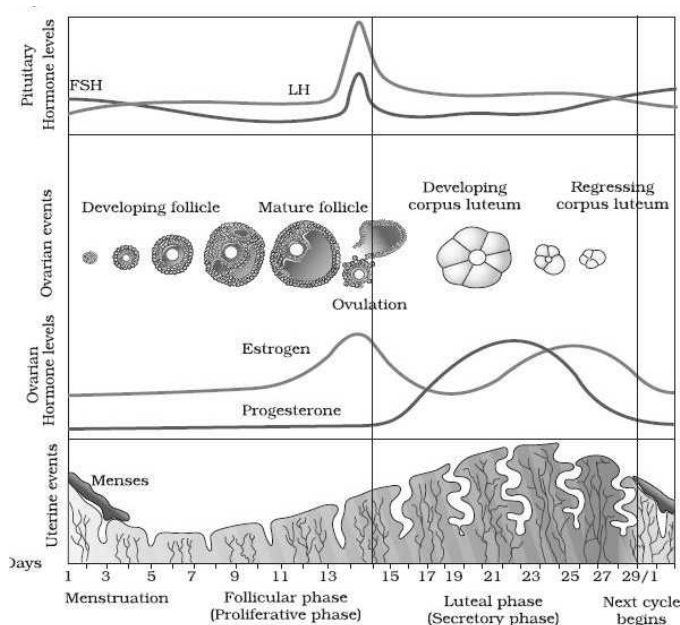 Pituitary
Hormone levels
FSH
LH
Ovarian events
Developing follicle
Mature follicle
Developing
corpus luteum
Regressing
corpus luteum
Ovulation
Ovarian
Hormone levels
Estrogen
Progesterone
Uterine events
Menses
Days
1 3 5 7 9 11 13 15 17 19 21 23 25 27 29/1
Menstruation
Follicular phase
(Proliferative phase)
Luteal phase
(Secretory phase)
Next cycle
begins